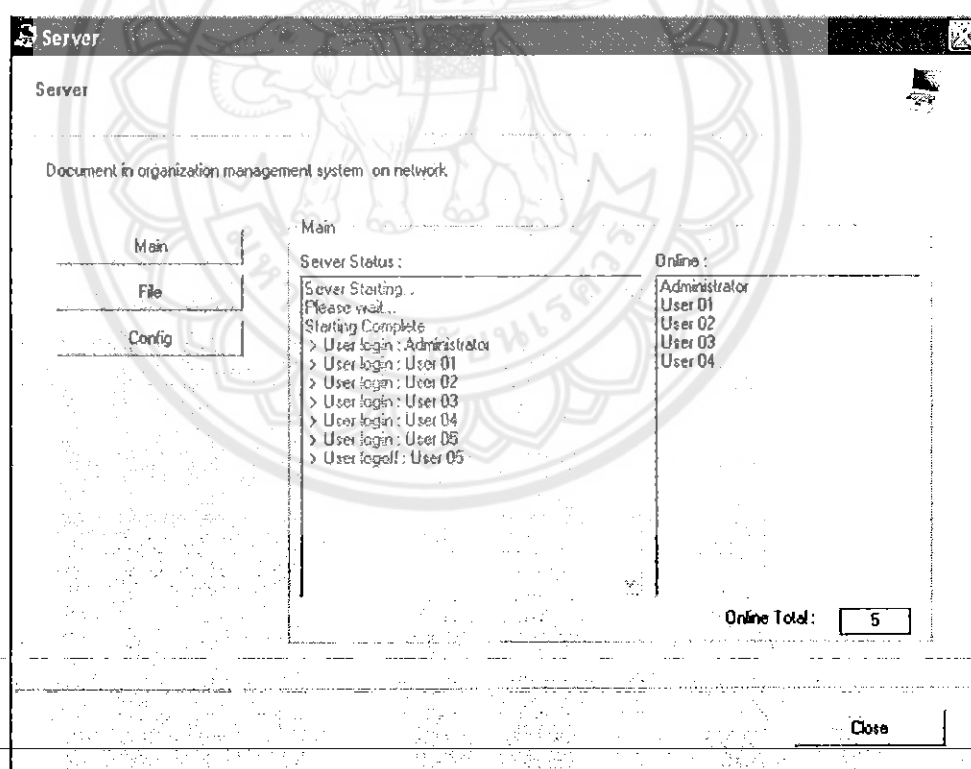 Server
Server
Document in organization management system on network
Main
File
Config
Main
Server Status :
Sever Starting...
Please wait...
Starting Complete
> User login : Administrator
> User login : User 01
> User login : User 02
> User login : User 03
> User login : User 04
> User login : User 05
> User logoff : User 05
Online :
Administrator
User 01
User 02
User 03
User 04
Online Total :
5
Close